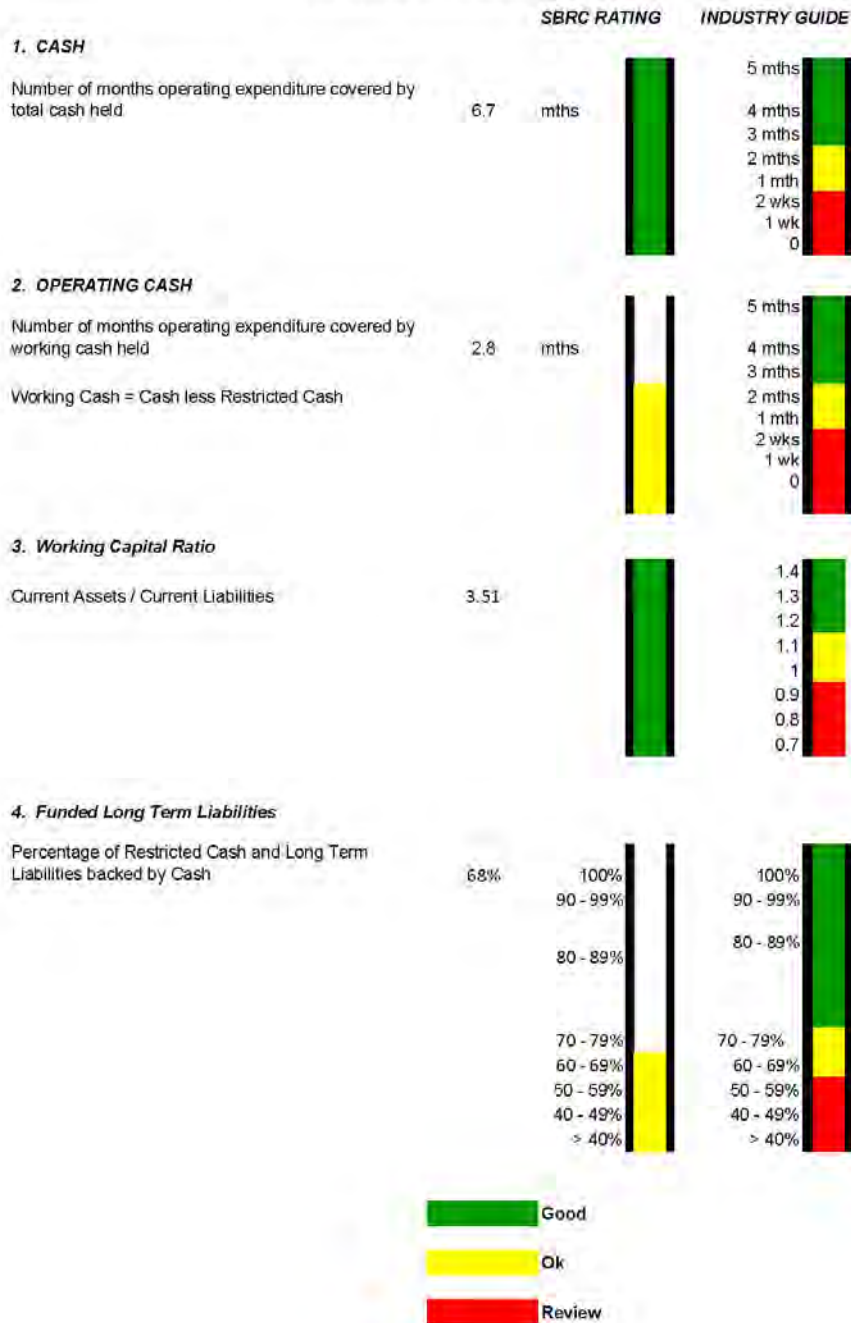 SBRC RATING INDUSTRY GUIDE
1. CASH
Number of months operating expenditure covered by
total cash held 6.7 mths
5 mths
4 mths
3 mths
2 mths
1 mth
2 wks
1 wk
0
2. OPERATING CASH
Number of months operating expenditure covered by
working cash held 2.8 mths
Working Cash = Cash less Restricted Cash
5 mths
4 mths
3 mths
2 mths
1 mth
2 wks
1 wk
0
3. Working Capital Ratio
Current Assets / Current Liabilities 3.51
1.4
1.3
1.2
1.1
1
0.9
0.8
0.7
4. Funded Long Term Liabilities
Percentage of Restricted Cash and Long Term
Liabilities backed by Cash 68%
100% 100%
90 - 99% 90 - 99%
80 - 89% 80 - 89%
70 - 79% 70 - 79%
60 - 69% 60 - 69%
50 - 59% 50 - 59%
40 - 49% 40 - 49%
> 40% > 40%
Good
Ok
Review